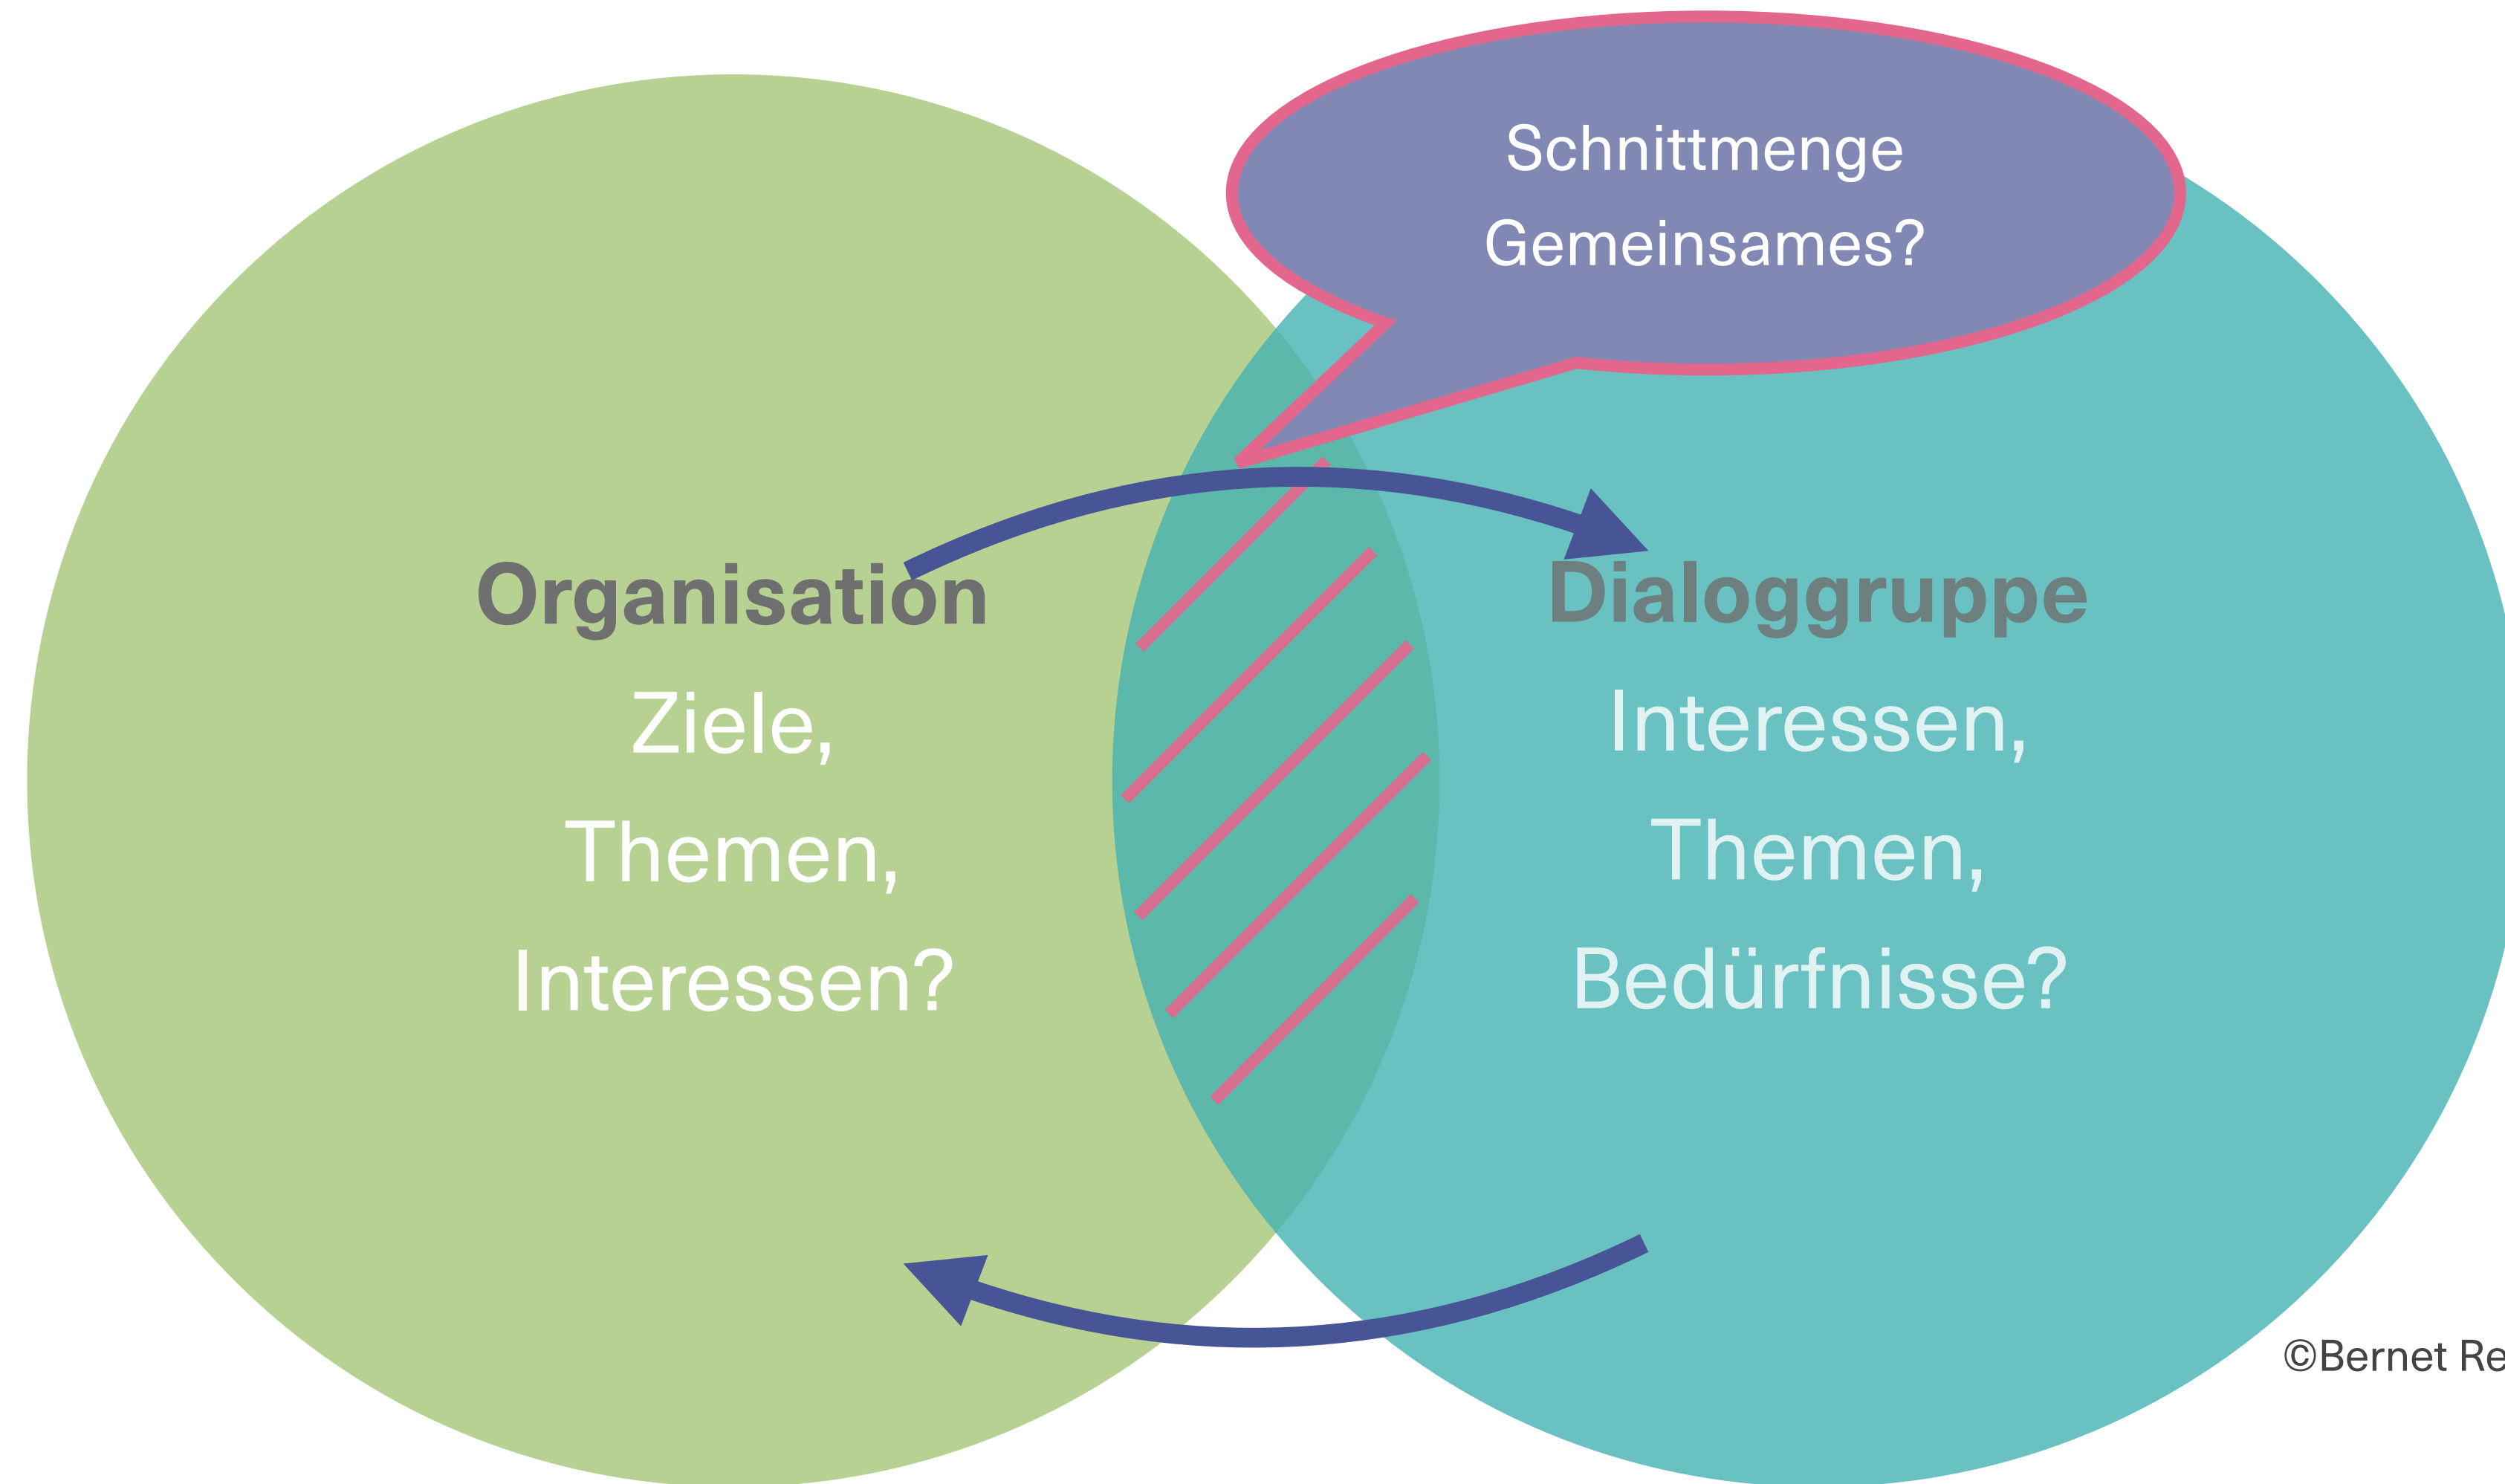 Schnittmenge
Gemeinsames?
Organisation
Ziele,
Themen,
Interessen?
Dialoggruppe
Interessen,
Themen,
Bedürfnisse?
©Bernet Re